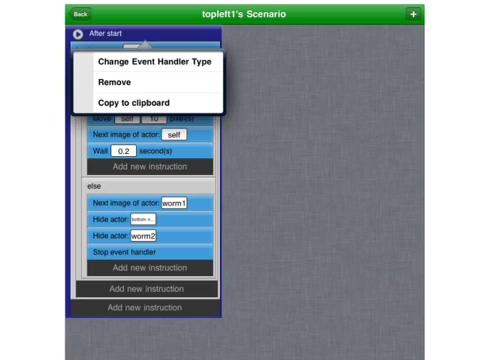 Back
topleft1's Scenario
+
After start
Change Event Handler Type
Remove
Copy to clipboard
Move self 10 pixel(s)
Next image of actor: self
Wait 0.2 second(s)
Add new instruction
else
Next image of actor: worm1
Hide actor: bottom
Hide actor: worm2
Stop event handler
Add new instruction
Add new instruction
Add new instruction